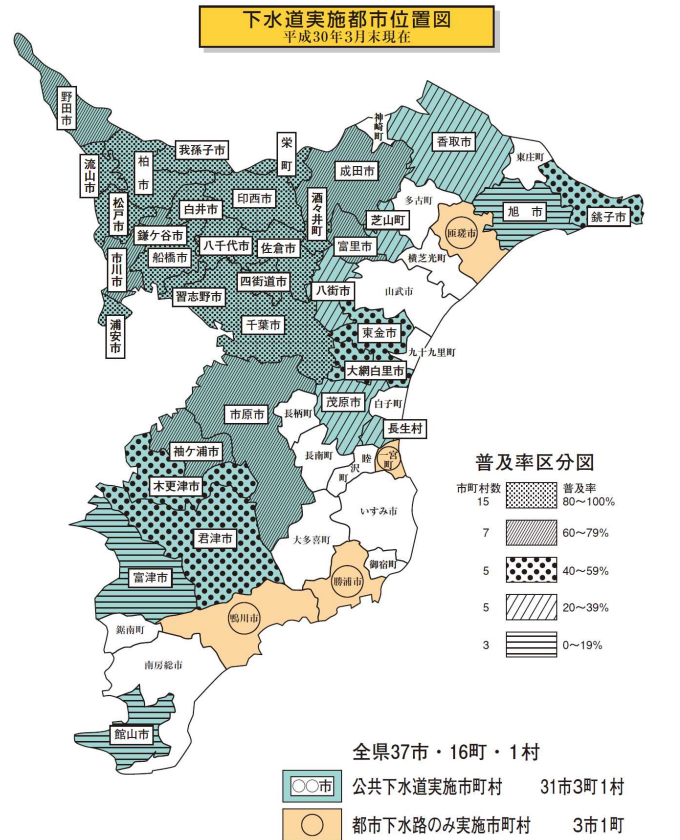 下水道実施都市位置図
平成30年3月末現在
野田市
流山市
柏市
我孫子市
栄町
神崎町
香取市
成田市
東庄町
松戸市
印西市
酒々井町
白井市
多古町
芝山町
旭市
銚子市
鎌ケ谷市
八千代市
佐倉市
富里市
匝瑳市
市川市
船橋市
横芝光町
四街道市
八街市
山武市
習志野市
浦安市
千葉市
東金市
九十九里町
大網白里市
市原市
長柄町
茂原市
白子町
長生村
袖ケ浦市
長南町
睦沢町
一宮町
木更津市
いすみ市
君津市
大多喜町
御宿町
富津市
勝浦市
鴨川市
鋸南町
南房総市
館山市
普及率区分図
市町村数 普及率
15 80～100%
7 60～79%
5 40～59%
5 20～39%
3 0～19%
全県37市・16町・1村
○○市 公共下水道実施市町村 31市3町1村
都市下水路のみ実施市町村 3市1町